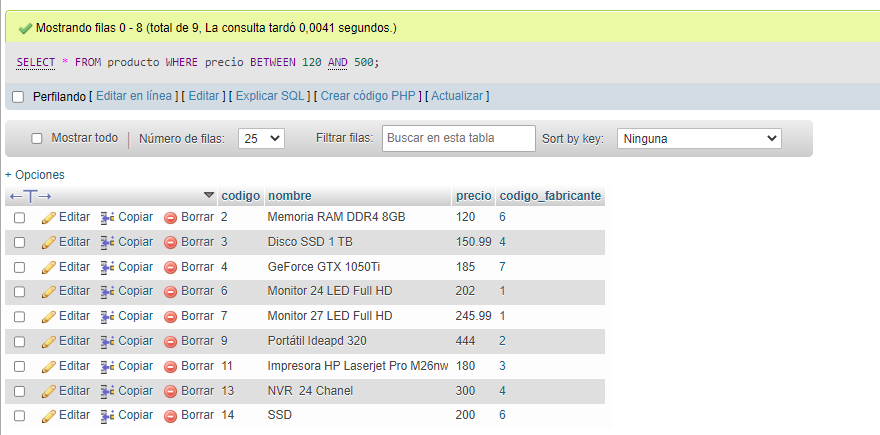 Mostrando filas 0 - 8 (total de 9, La consulta tardó 0,0041 segundos.)
SELECT * FROM producto WHERE precio BETWEEN 120 AND 500;
Perfilando [ Editar en línea ] [ Editar ] [ Explicar SQL ] [ Crear código PHP ] [ Actualizar ]
Mostrar todo | Número de filas: 25 Filtrar filas: Buscar en esta tabla Sort by key: Ninguna
+ Opciones
←T→ codigo nombre precio codigo_fabricante
Editar Copiar Borrar 2 Memoria RAM DDR4 8GB 120 6
Editar Copiar Borrar 3 Disco SSD 1 TB 150.99 4
Editar Copiar Borrar 4 GeForce GTX 1050Ti 185 7
Editar Copiar Borrar 6 Monitor 24 LED Full HD 202 1
Editar Copiar Borrar 7 Monitor 27 LED Full HD 245.99 1
Editar Copiar Borrar 9 Portátil Ideapd 320 444 2
Editar Copiar Borrar 11 Impresora HP Laserjet Pro M26nw 180 3
Editar Copiar Borrar 13 NVR 24 Chanel 300 4
Editar Copiar Borrar 14 SSD 200 6